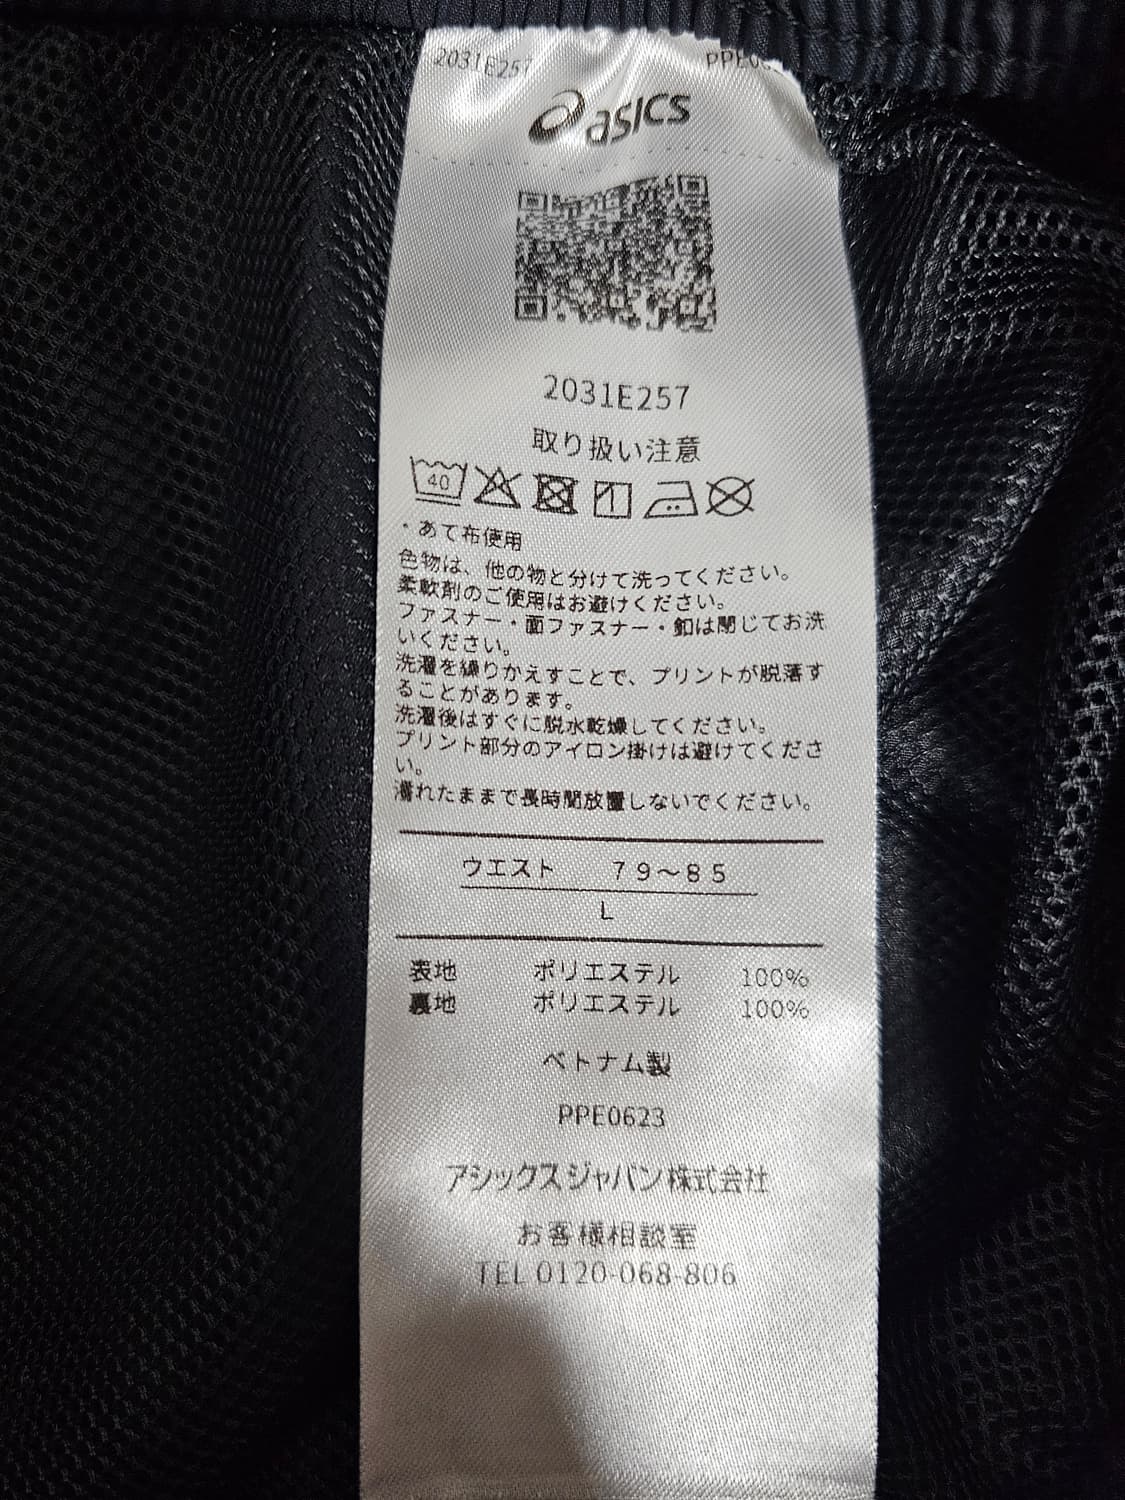 2031E257
asics
2031E257
取り扱い注意
40
・あて布使用
色物は、他の物と分けて洗ってください。
柔軟剤のご使用はお避けください。
ファスナー・面ファスナー・釦は閉じてお洗
いください。
洗濯を繰りかえすことで、プリントが脱落す
ることがあります。
洗濯後はすぐに脱水乾燥してください。
プリント部分のアイロン掛けは避けてくださ
い。
濡れたままで長時間放置しないでください。
ウエスト 79～85
L
表地 ポリエステル 100%
裏地 ポリエステル 100%
ベトナム製
PPE0623
アシックスジャパン株式会社
お客様相談室
TEL 0120-068-806